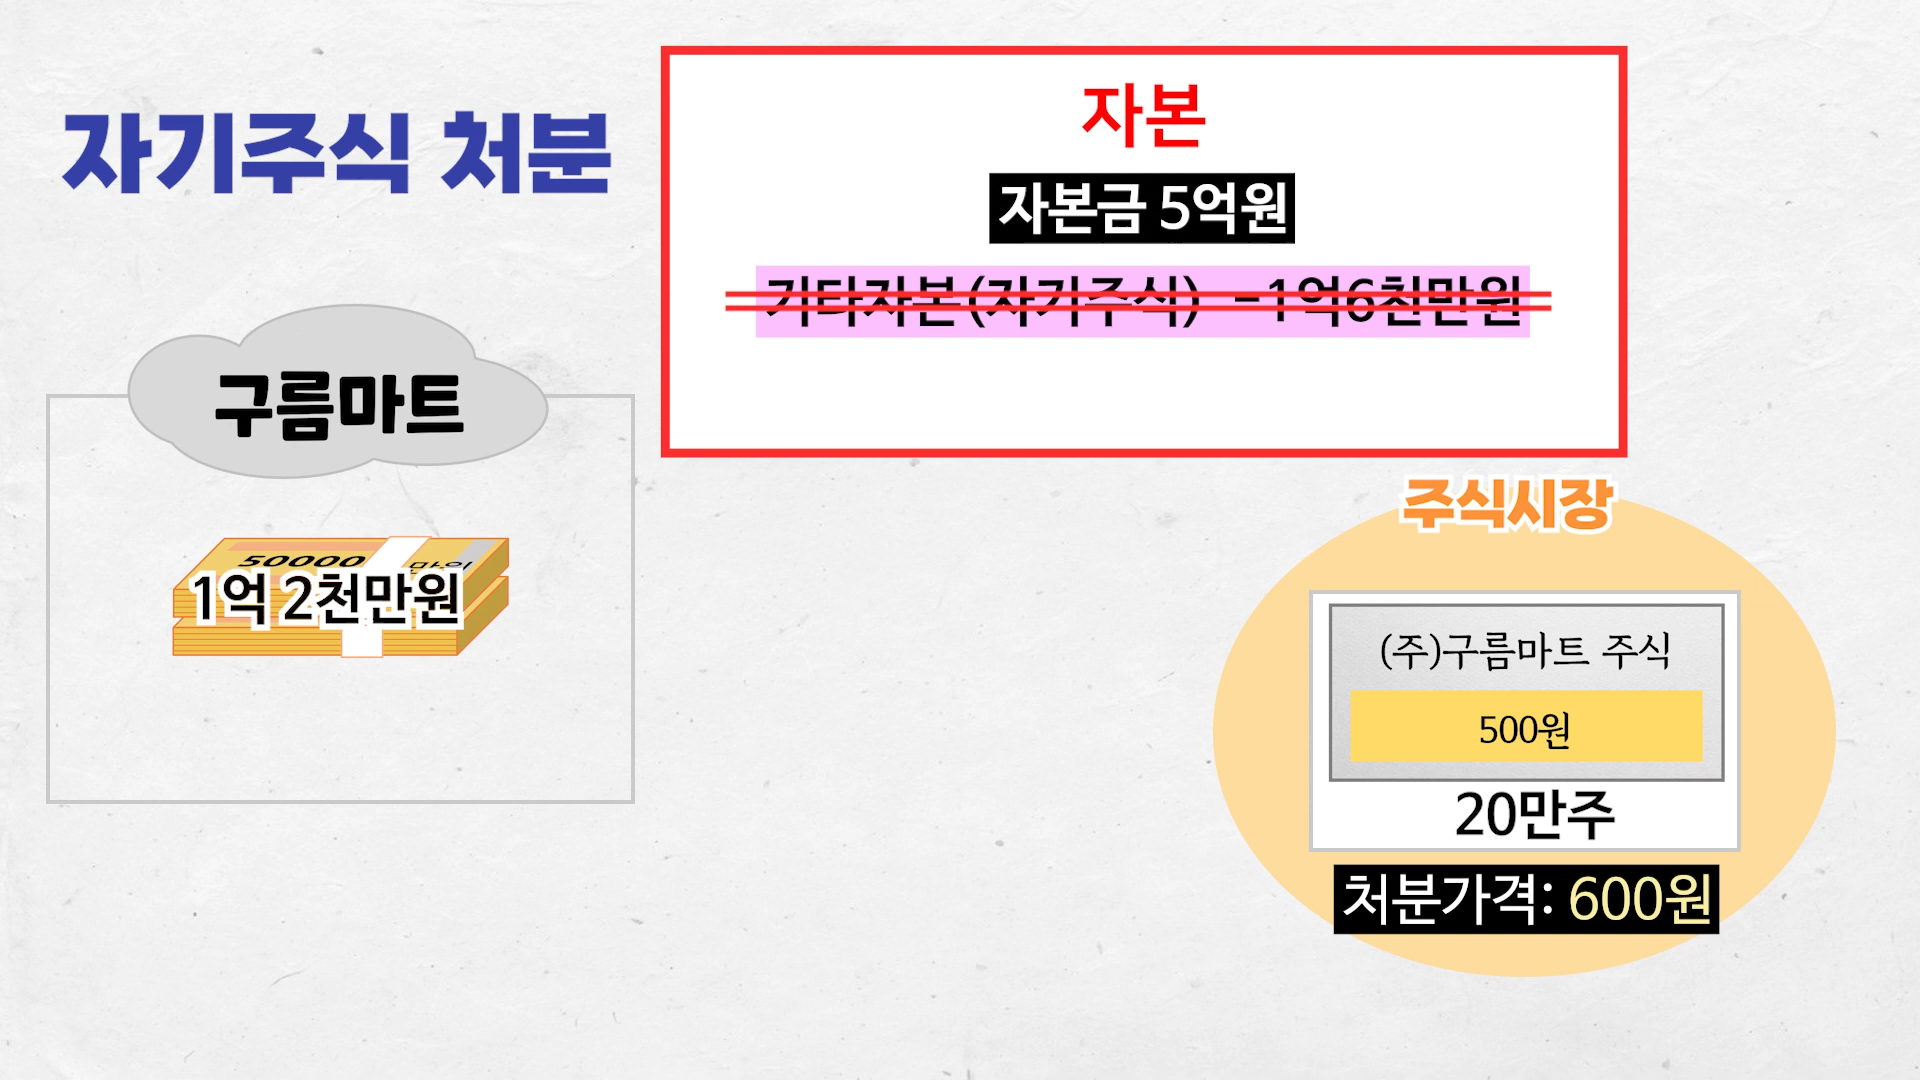 자기주식 처분
자본
자본금 5억원
기타자본(자기주식) -1억6천만원
구름마트
50000
1억 2천만원
주식시장
(주)구름마트 주식
500원
20만주
처분가격: 600원